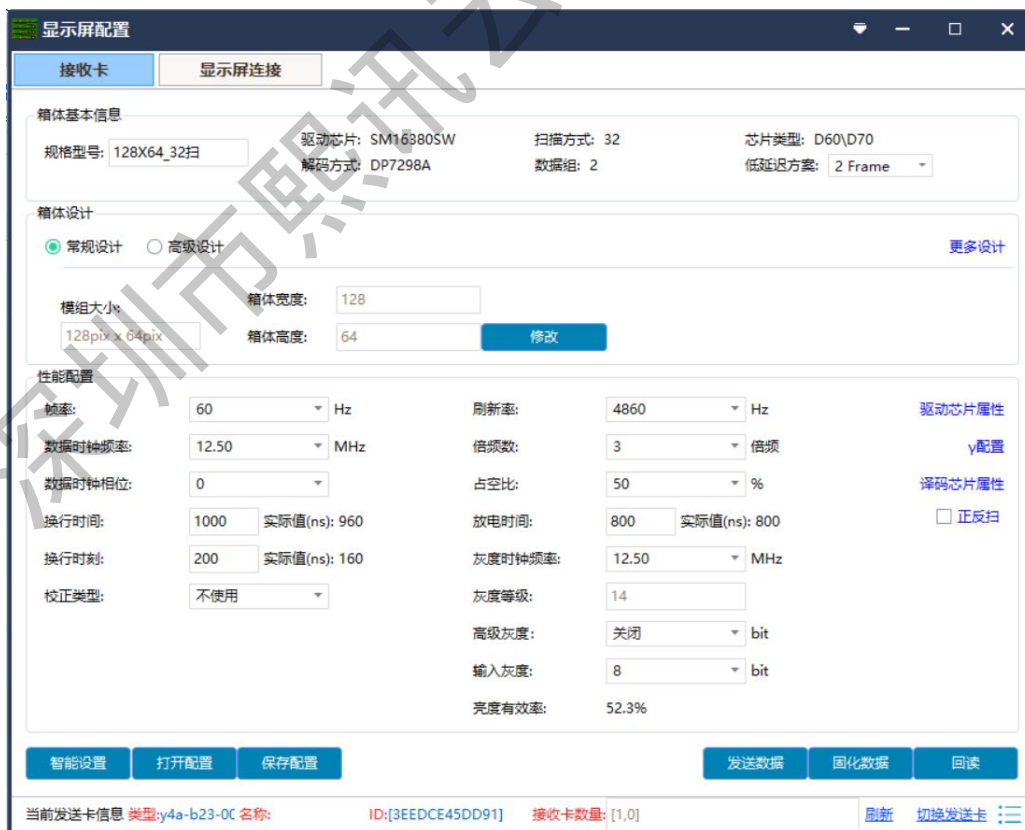 显示屏配置
接收卡 显示屏连接
箱体基本信息
规格型号: 128X64_32扫 驱动芯片: SM16380SW 扫描方式: 32 芯片类型: D60\D70
解码方式: DP7298A 数据组: 2 低延迟方案: 2 Frame
箱体设计
常规设计 高级设计 更多设计
模组大小: 箱体宽度: 128
128pix x 64pix 箱体高度: 64 修改
性能配置
帧率: 60 Hz 刷新率: 4860 Hz 驱动芯片属性
数据时钟频率: 12.50 MHz 倍频数: 3 倍频 γ配置
数据时钟相位: 0 占空比: 50 % 译码芯片属性
换行时间: 1000 实际值(ns): 960 放电时间: 800 实际值(ns): 800 正反扫
换行时刻: 200 实际值(ns): 160 灰度时钟频率: 12.50 MHz
校正类型: 不使用 灰度等级: 14
高级灰度: 关闭 bit
输入灰度: 8 bit
亮度有效率: 52.3%
智能设置 打开配置 保存配置 发送数据 固化数据 回读
当前发送卡信息 类型:y4a-b23-0 名称: ID:[3EEDCE45DD91] 接收卡数量: [1,0] 刷新 切换发送卡
深圳市熙讯云